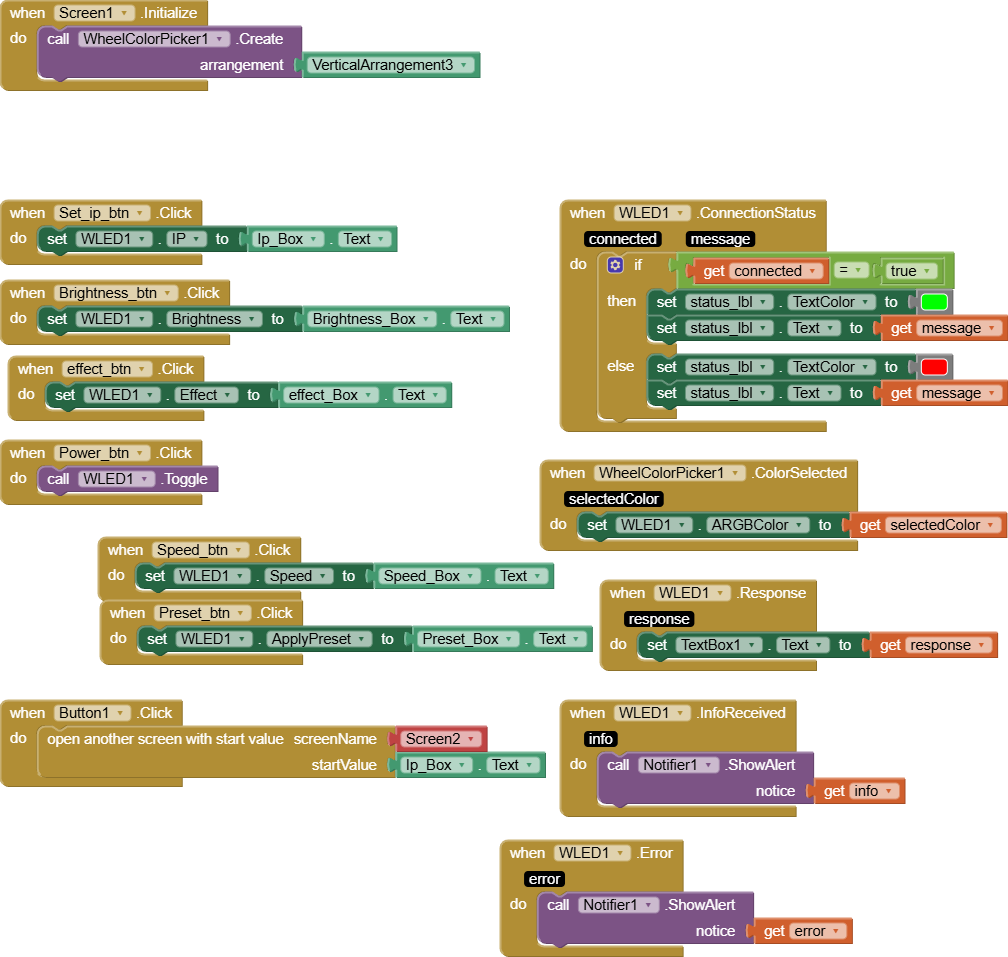 when Screen1 .Initialize
do call WheelColorPicker1 .Create
arrangement VerticalArrangement3
when Set_ip_btn .Click
do set WLED1 . IP to Ip_Box . Text
when Brightness_btn .Click
do set WLED1 . Brightness to Brightness_Box . Text
when effect_btn .Click
do set WLED1 . Effect to effect_Box . Text
when Power_btn .Click
do call WLED1 .Toggle
when Speed_btn .Click
do set WLED1 . Speed to Speed_Box . Text
when Preset_btn .Click
do set WLED1 . ApplyPreset to Preset_Box . Text
when Button1 .Click
do open another screen with start value screenName Screen2
startValue Ip_Box . Text
when WLED1 .ConnectionStatus
connected message
do if get connected = true
then set status_lbl . TextColor to
set status_lbl . Text to get message
else set status_lbl . TextColor to
set status_lbl . Text to get message
when WheelColorPicker1 .ColorSelected
selectedColor
do set WLED1 . ARGBColor to get selectedColor
when WLED1 .Response
response
do set TextBox1 . Text to get response
when WLED1 .InfoReceived
info
do call Notifier1 .ShowAlert
notice get info
when WLED1 .Error
error
do call Notifier1 .ShowAlert
notice get error